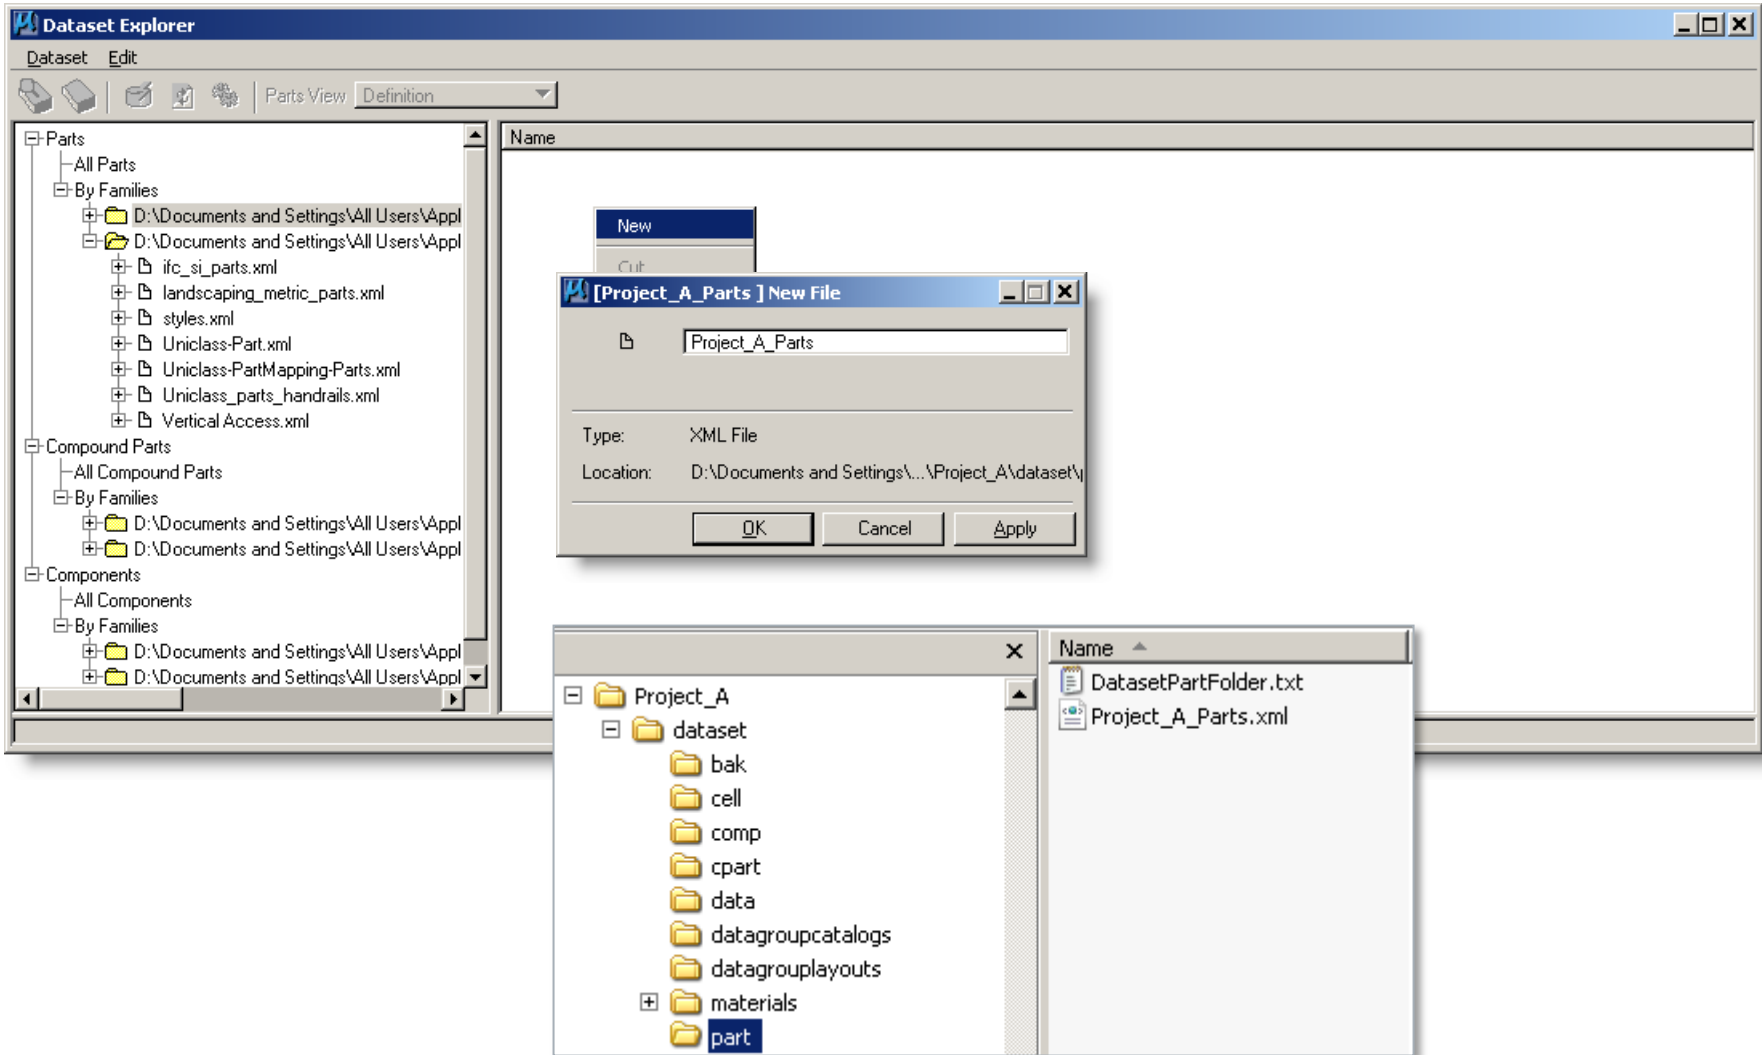 Dataset Explorer
Dataset Edit
Parts View Definition
Parts
All Parts
By Families
D:\Documents and Settings\All Users\Appl
D:\Documents and Settings\All Users\Appl
ifc_si_parts.xml
landscaping_metric_parts.xml
styles.xml
Uniclass-Part.xml
Uniclass-PartMapping-Parts.xml
Uniclass_parts_handrails.xml
Vertical Access.xml
Compound Parts
All Compound Parts
By Families
D:\Documents and Settings\All Users\Appl
D:\Documents and Settings\All Users\Appl
Components
All Components
By Families
D:\Documents and Settings\All Users\Appl
D:\Documents and Settings\All Users\Appl
Name
New
Cut
[Project_A_Parts ] New File
Project_A_Parts
Type: XML File
Location: D:\Documents and Settings\...\Project_A\dataset\p
OK Cancel Apply
Project_A
dataset
bak
cell
comp
cpart
data
datagroupcatalogs
datagrouplayouts
materials
part
Name
DatasetPartFolder.txt
Project_A_Parts.xml